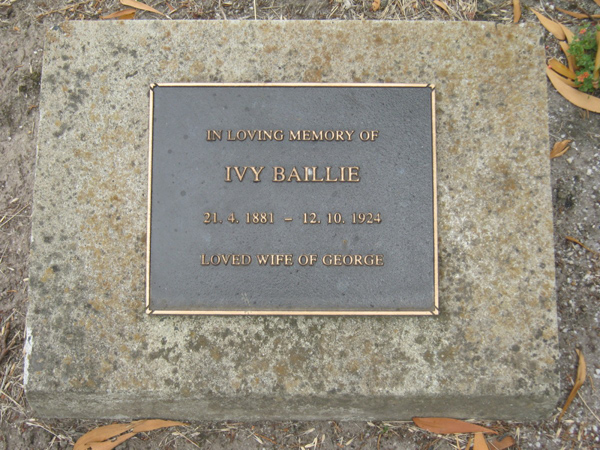 IN LOVING MEMORY OF
IVY BAILLIE
21. 4. 1881 – 12. 10. 1924
LOVED WIFE OF GEORGE